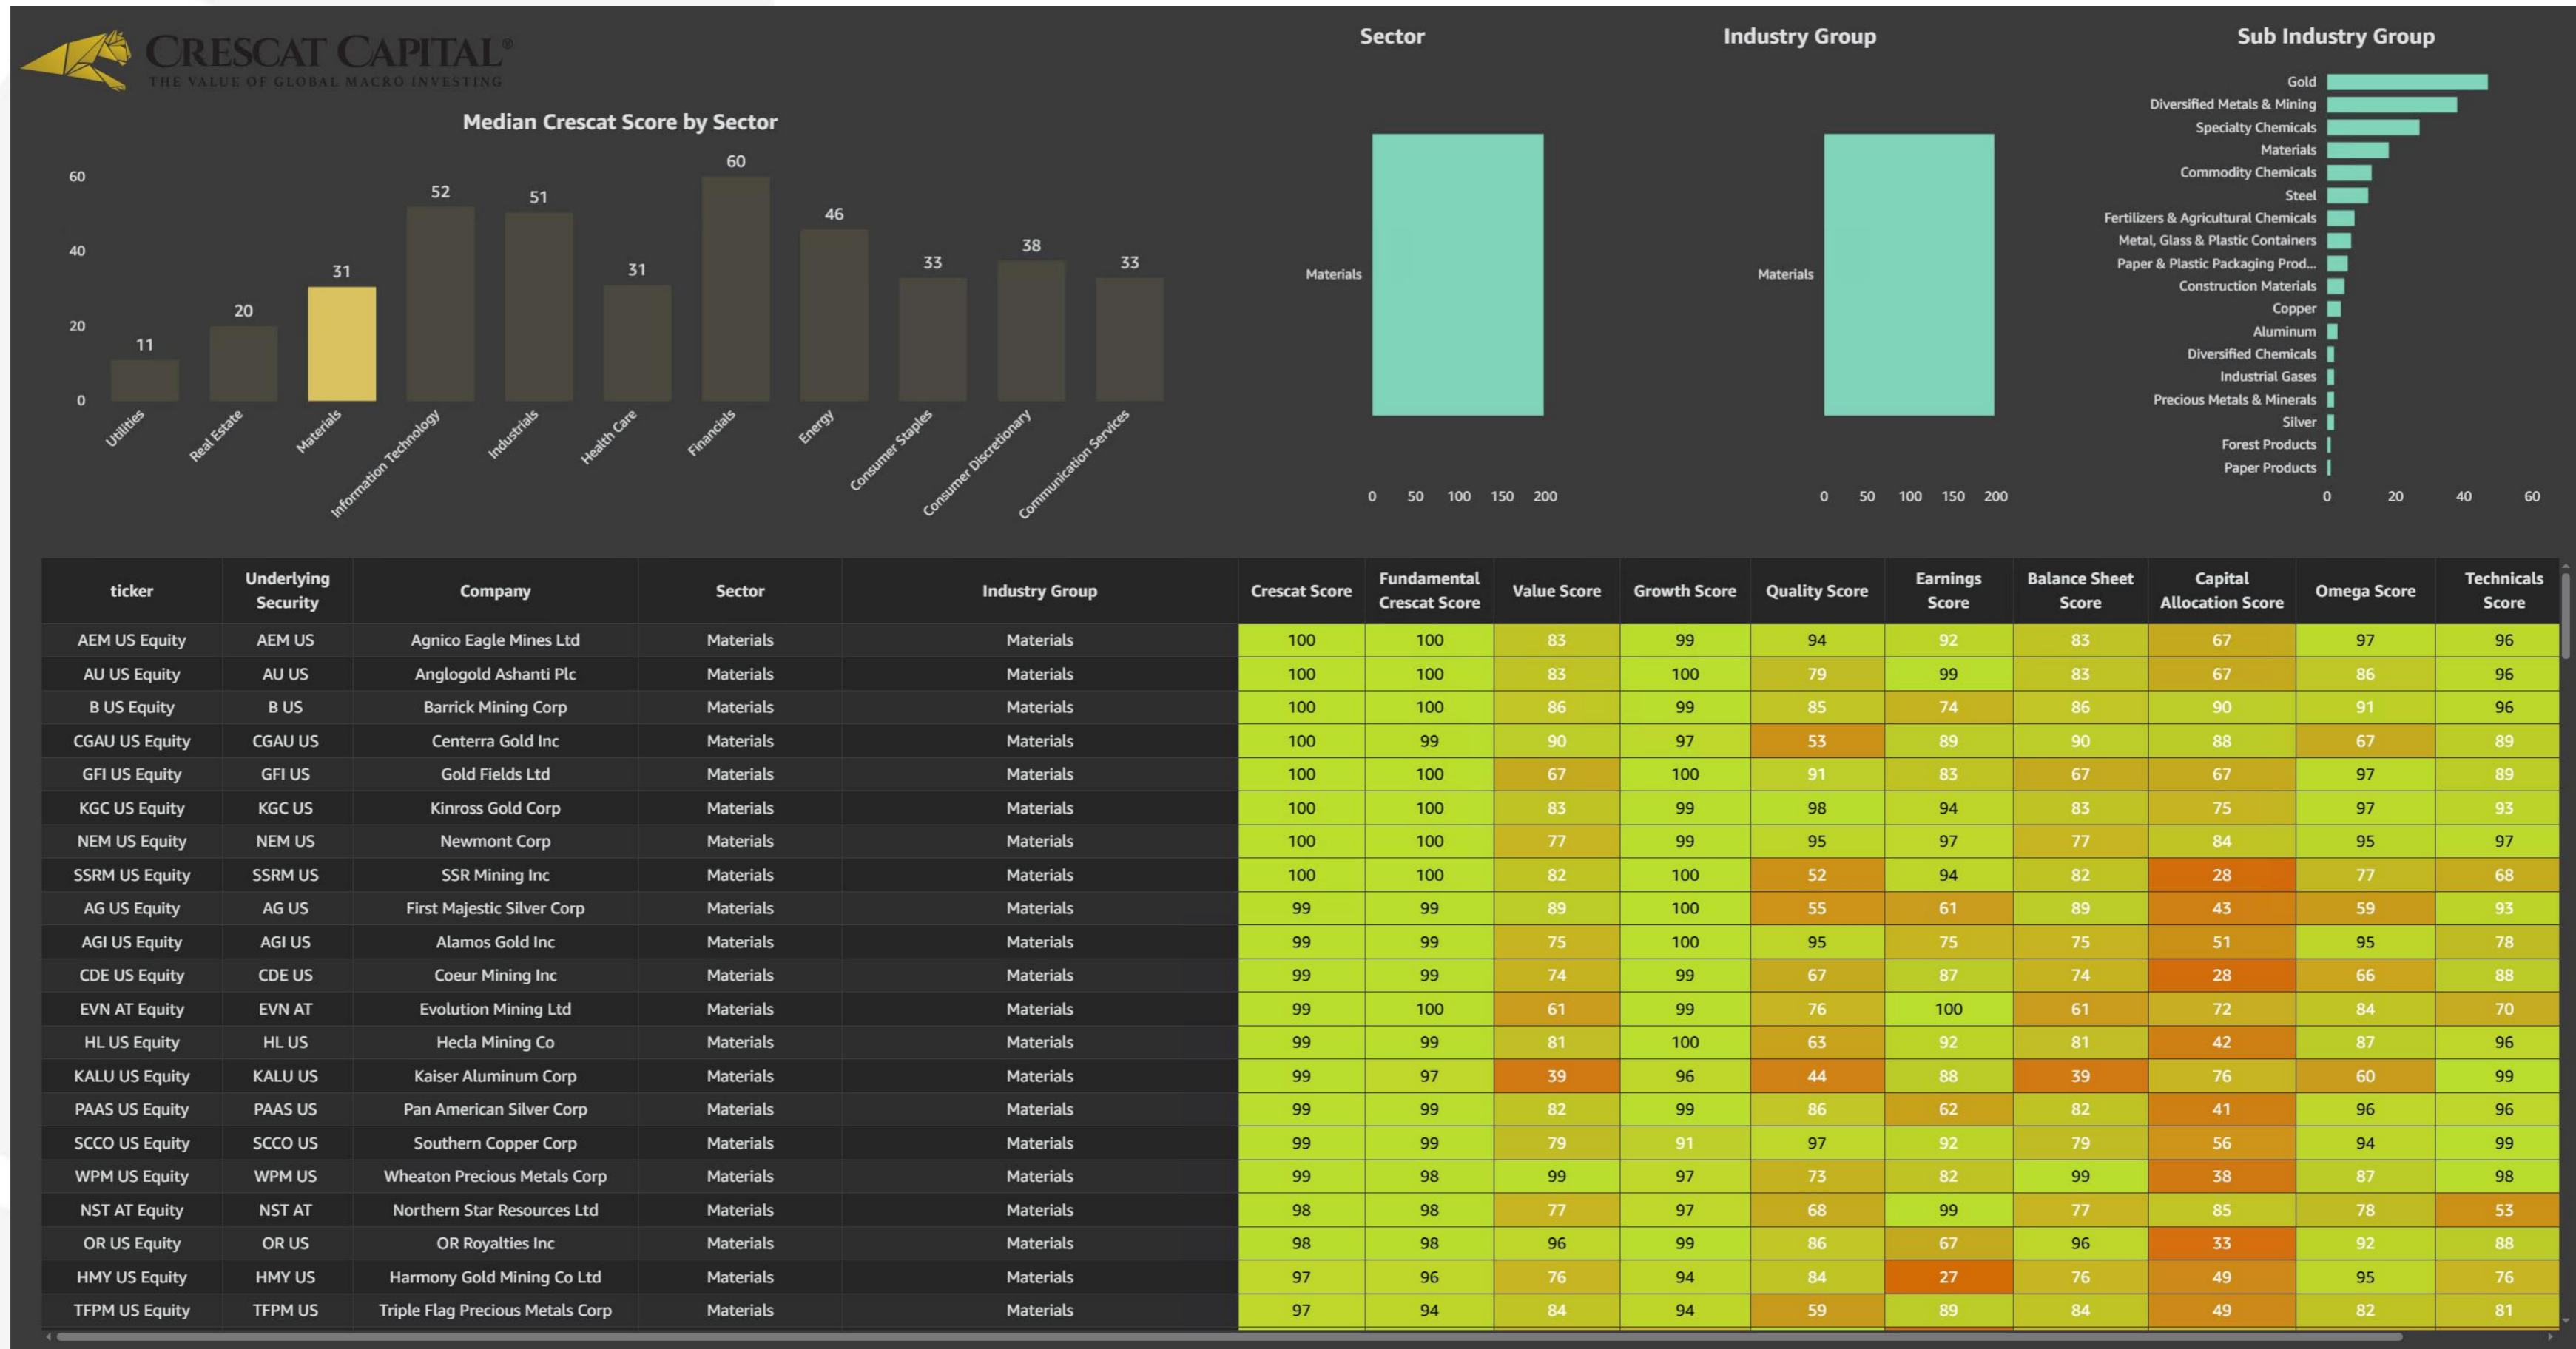 CRESCAT CAPITAL®
THE VALUE OF GLOBAL MACRO INVESTING
Median Crescat Score by Sector
60
40
20
0
11
20
31
52
51
31
60
46
33
38
33
Utilities
Real Estate
Materials
Information Technology
Industrials
Health Care
Financials
Energy
Consumer Staples
Consumer Discretionary
Communication Services
Sector
Materials
0 50 100 150 200
Industry Group
Materials
0 50 100 150 200
Sub Industry Group
Gold
Diversified Metals & Mining
Specialty Chemicals
Materials
Commodity Chemicals
Steel
Fertilizers & Agricultural Chemicals
Metal, Glass & Plastic Containers
Paper & Plastic Packaging Prod...
Construction Materials
Copper
Aluminum
Diversified Chemicals
Industrial Gases
Precious Metals & Minerals
Silver
Forest Products
Paper Products
0 20 40 60
ticker Underlying Security Company Sector Industry Group Crescat Score Fundamental Crescat Score Value Score Growth Score Quality Score Earnings Score Balance Sheet Score Capital Allocation Score Omega Score Technicals Score
AEM US Equity AEM US Agnico Eagle Mines Ltd Materials Materials 100 100 83 99 94 92 83 67 97 96
AU US Equity AU US Anglogold Ashanti Plc Materials Materials 100 100 83 100 79 99 83 67 86 96
B US Equity B US Barrick Mining Corp Materials Materials 100 100 86 99 85 74 86 90 91 96
CGAU US Equity CGAU US Centerra Gold Inc Materials Materials 100 99 90 97 53 89 90 88 67 89
GFI US Equity GFI US Gold Fields Ltd Materials Materials 100 100 67 100 91 83 67 67 97 89
KGC US Equity KGC US Kinross Gold Corp Materials Materials 100 100 83 99 98 94 83 75 97 93
NEM US Equity NEM US Newmont Corp Materials Materials 100 100 77 99 95 97 77 84 95 97
SSRM US Equity SSRM US SSR Mining Inc Materials Materials 100 100 82 100 52 94 82 28 77 68
AG US Equity AG US First Majestic Silver Corp Materials Materials 99 99 89 100 55 61 89 43 59 93
AGI US Equity AGI US Alamos Gold Inc Materials Materials 99 99 75 100 95 75 75 51 95 78
CDE US Equity CDE US Coeur Mining Inc Materials Materials 99 99 74 99 67 87 74 28 66 88
EVN AT Equity EVN AT Evolution Mining Ltd Materials Materials 99 100 61 99 76 100 61 72 84 70
HL US Equity HL US Hecla Mining Co Materials Materials 99 99 81 100 63 92 81 42 87 96
KALU US Equity KALU US Kaiser Aluminum Corp Materials Materials 99 97 39 96 44 88 39 76 60 99
PAAS US Equity PAAS US Pan American Silver Corp Materials Materials 99 99 82 99 86 62 82 41 96 96
SCCO US Equity SCCO US Southern Copper Corp Materials Materials 99 99 79 91 97 92 79 56 94 99
WPM US Equity WPM US Wheaton Precious Metals Corp Materials Materials 99 98 99 97 73 82 99 38 87 98
NST AT Equity NST AT Northern Star Resources Ltd Materials Materials 98 98 77 97 68 99 77 85 78 53
OR US Equity OR US OR Royalties Inc Materials Materials 98 98 96 99 86 67 96 33 92 88
HMY US Equity HMY US Harmony Gold Mining Co Ltd Materials Materials 97 96 76 94 84 27 76 49 95 76
TFPM US Equity TFPM US Triple Flag Precious Metals Corp Materials Materials 97 94 84 94 59 89 84 49 82 81